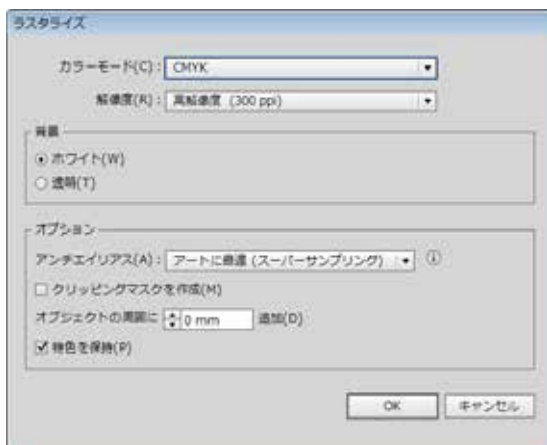 ラスタライズ
カラーモード(C): CMYK
解像度(R): 高解像度 (300 ppi)
背景
ホワイト(W)
透明(T)
オプション
アンチエイリアス(A): アートに最適 (スーパーサンプリング)
クリッピングマスクを作成(M)
オブジェクトの周囲に 0 mm 追加(D)
特色を保持(P)
OK キャンセル